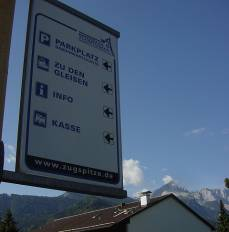 P
PARKPLATZ
ZU DEN
GLEISEN
i
INFO
KASSE
www.zugspitze.de